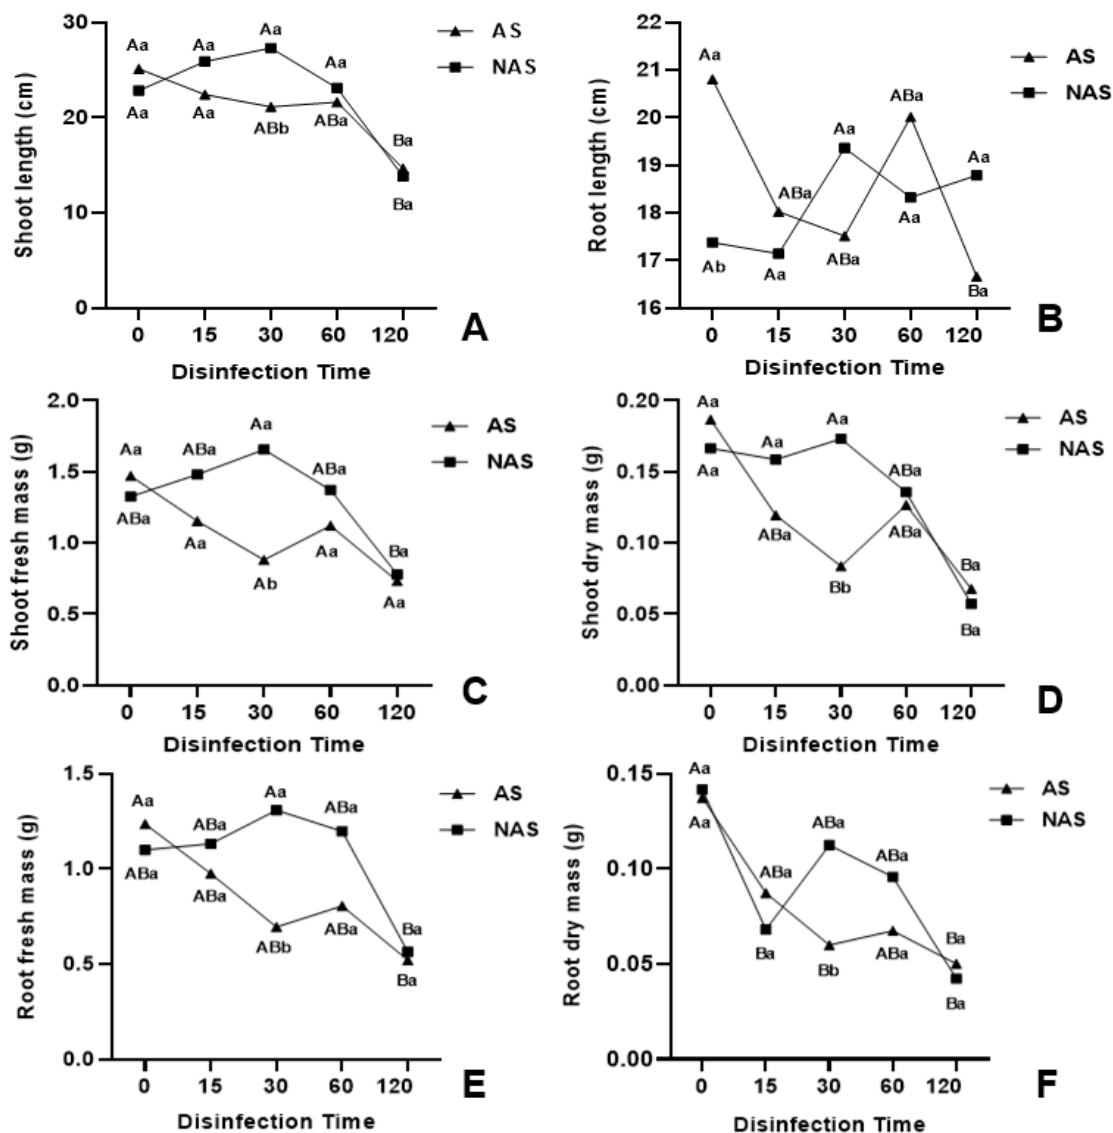 30
20
10
0
Shoot length (cm)
Aa Aa Aa Aa Ba
Aa Aa ABb ABa Ba
0 15 30 60 120
Disinfection Time
AS
NAS
A
22
21
20
19
18
17
16
Root length (cm)
Aa ABa Aa ABa Aa
Ab Aa ABa Aa Ba
0 15 30 60 120
Disinfection Time
AS
NAS
B
2.0
1.5
1.0
0.5
0.0
Shoot fresh mass (g)
Aa ABa Aa ABa Ba
ABa Aa Ab Aa Aa
0 15 30 60 120
Disinfection Time
AS
NAS
C
0.20
0.15
0.10
0.05
0.00
Shoot dry mass (g)
Aa Aa Aa ABa Ba
Aa ABa Bb ABa Ba
0 15 30 60 120
Disinfection Time
AS
NAS
D
1.5
1.0
0.5
0.0
Root fresh mass (g)
Aa ABa Aa ABa Ba
ABa ABa ABb ABa Ba
0 15 30 60 120
Disinfection Time
AS
NAS
E
0.15
0.10
0.05
0.00
Root dry mass (g)
Aa ABa ABa ABa Ba
Aa Ba Bb ABa Ba
0 15 30 60 120
Disinfection Time
AS
NAS
F